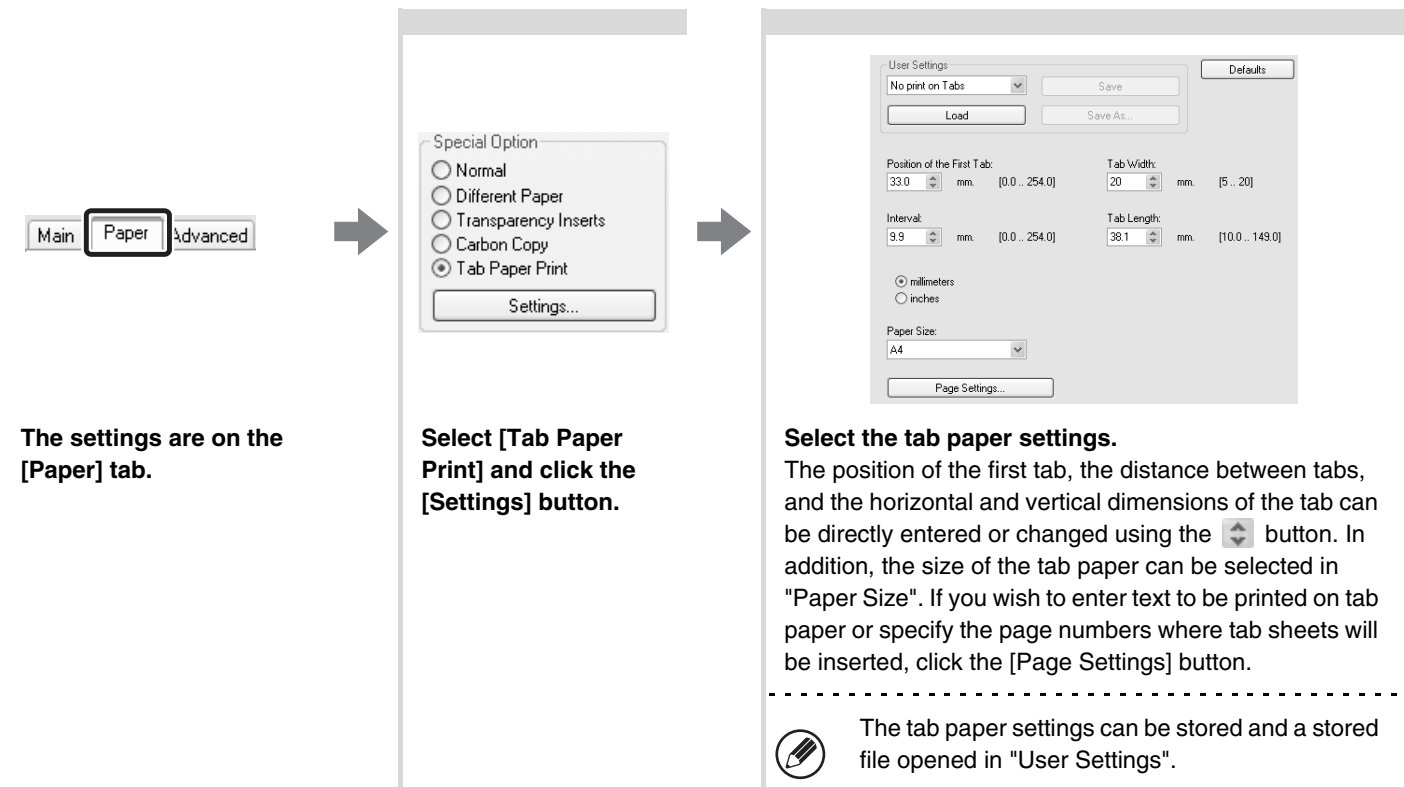 Main Paper Advanced
The settings are on the
[Paper] tab.
Special Option
Normal
Different Paper
Transparency Inserts
Carbon Copy
Tab Paper Print
Settings...
Select [Tab Paper
Print] and click the
[Settings] button.
User Settings
Defaults
No print on Tabs Save
Load Save As...
Position of the First Tab: Tab Width:
33.0 mm. [0.0 .. 254.0] 20 mm. [5 .. 20]
Interval: Tab Length:
9.9 mm. [0.0 .. 254.0] 38.1 mm. [10.0 .. 149.0]
millimeters
inches
Paper Size:
A4
Page Settings...
Select the tab paper settings.
The position of the first tab, the distance between tabs,
and the horizontal and vertical dimensions of the tab can
be directly entered or changed using the button. In
addition, the size of the tab paper can be selected in
"Paper Size". If you wish to enter text to be printed on tab
paper or specify the page numbers where tab sheets will
be inserted, click the [Page Settings] button.
The tab paper settings can be stored and a stored
file opened in "User Settings".